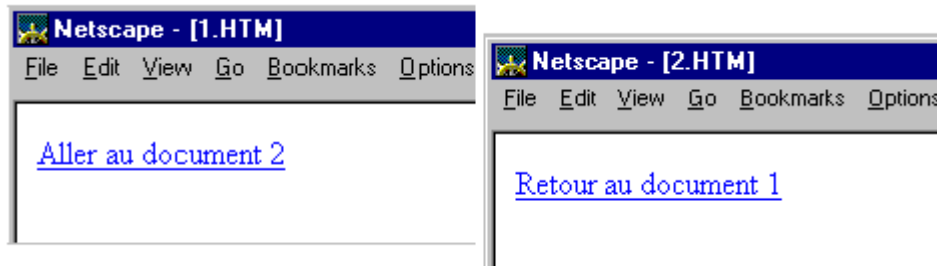 Netscape - [1.HTM]
File Edit View Go Bookmarks Options
Aller au document 2
Netscape - [2.HTM]
File Edit View Go Bookmarks Options
Retour au document 1